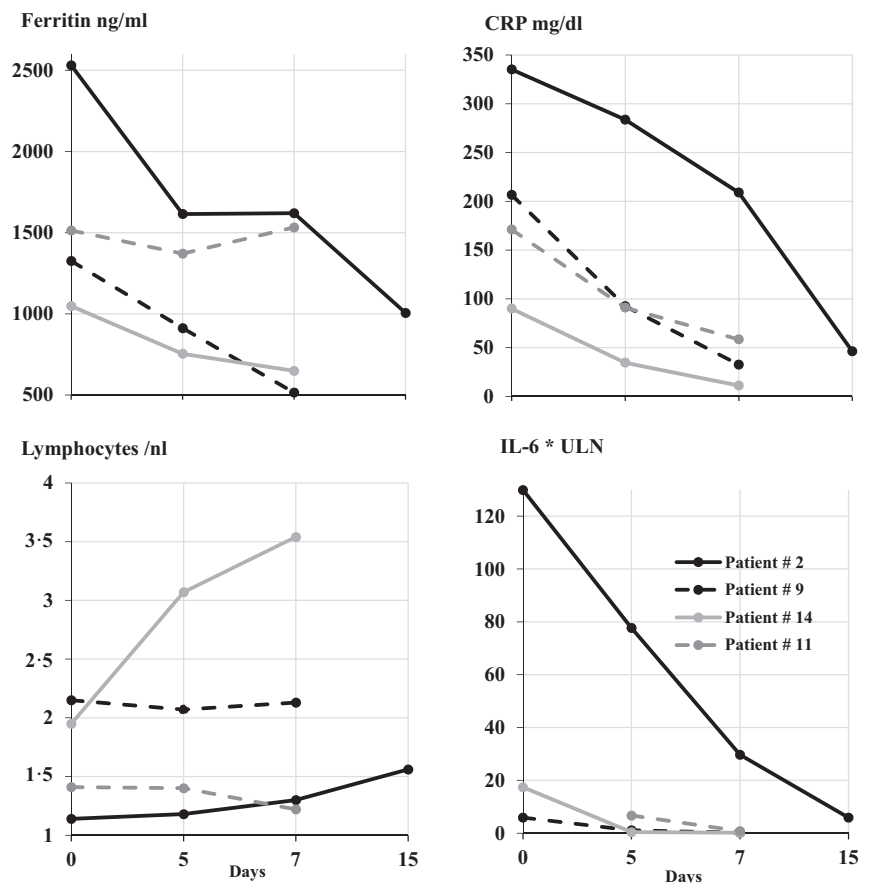 Ferritin ng/ml
2500
2000
1500
1000
500
CRP mg/dl
350
300
250
200
150
100
50
0
Lymphocytes /nl
4
3·5
3
2·5
2
1·5
1
0 5 7 15
Days
IL-6 * ULN
120
100
80
60
40
20
0
Patient # 2
Patient # 9
Patient # 14
Patient # 11
0 5 7 15
Days